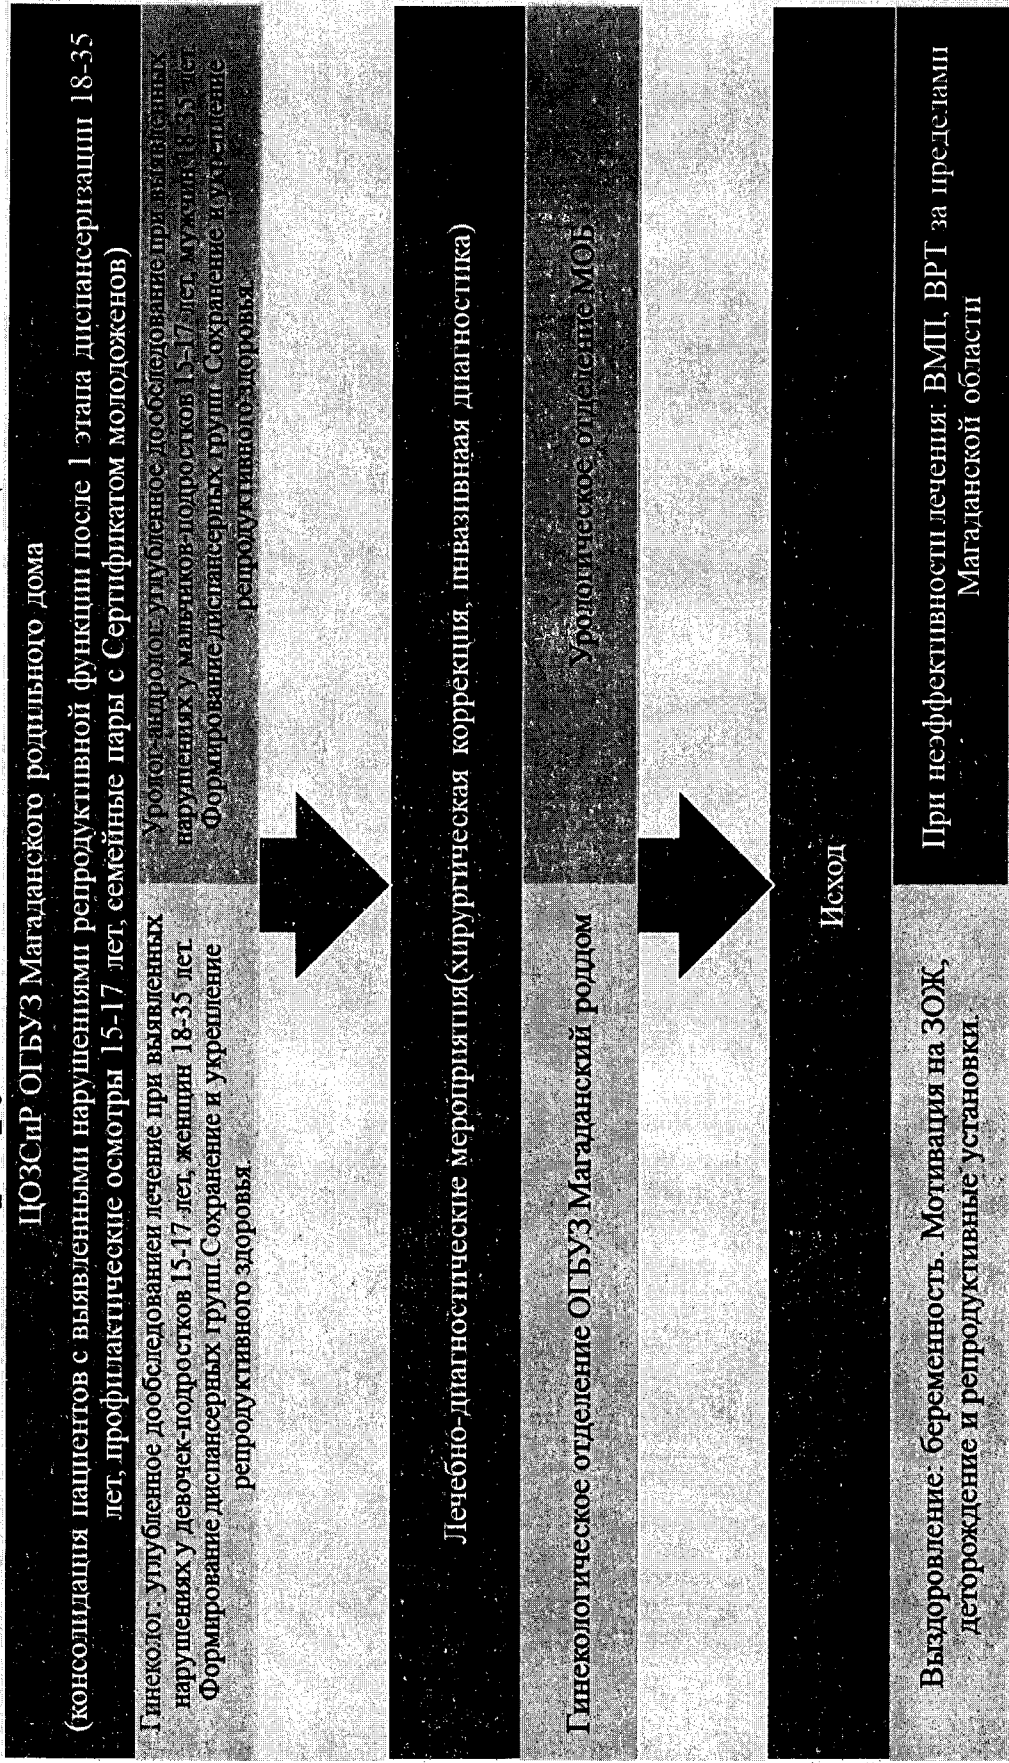 ЦОЗСиР ОГБУЗ Магаданского родильного дома
(консолидация пациентов с выявленными нарушениями репродуктивной функции после 1 этапа диспансеризации 18-35
лет, профилактические осмотры 15-17 лет, семейные пары с Сертификатом молодоженов)
Гинеколог: углубленное дообследованией лечение при выявленных
нарушениях у девочек-подростков 15-17 лет, женщин 18-35 лет.
Формирование диспансерных групп.Сохранение и укрепление
репродуктивного здоровья.
Уролог-андролог: углубленное дообследование при выявленных
нарушениях у мальчиков-подростков 15-17 лет, мужчин 18-35 лет.
Формирование диспансерных групп. Сохранение и укрепление
репродуктивного здоровья.
Лечебно-диагностические мероприятия(хирургическая коррекция, инвазивная диагностика)
Гинекологическое отделение ОГБУЗ Магаданский роддом
Урологическое отделение МОБ
Исход
Выздоровление: беременность. Мотивация на ЗОЖ,
деторождение и репродуктивные установки.
При неэффективности лечения ВМП, ВРТ за пределами
Магаданской области